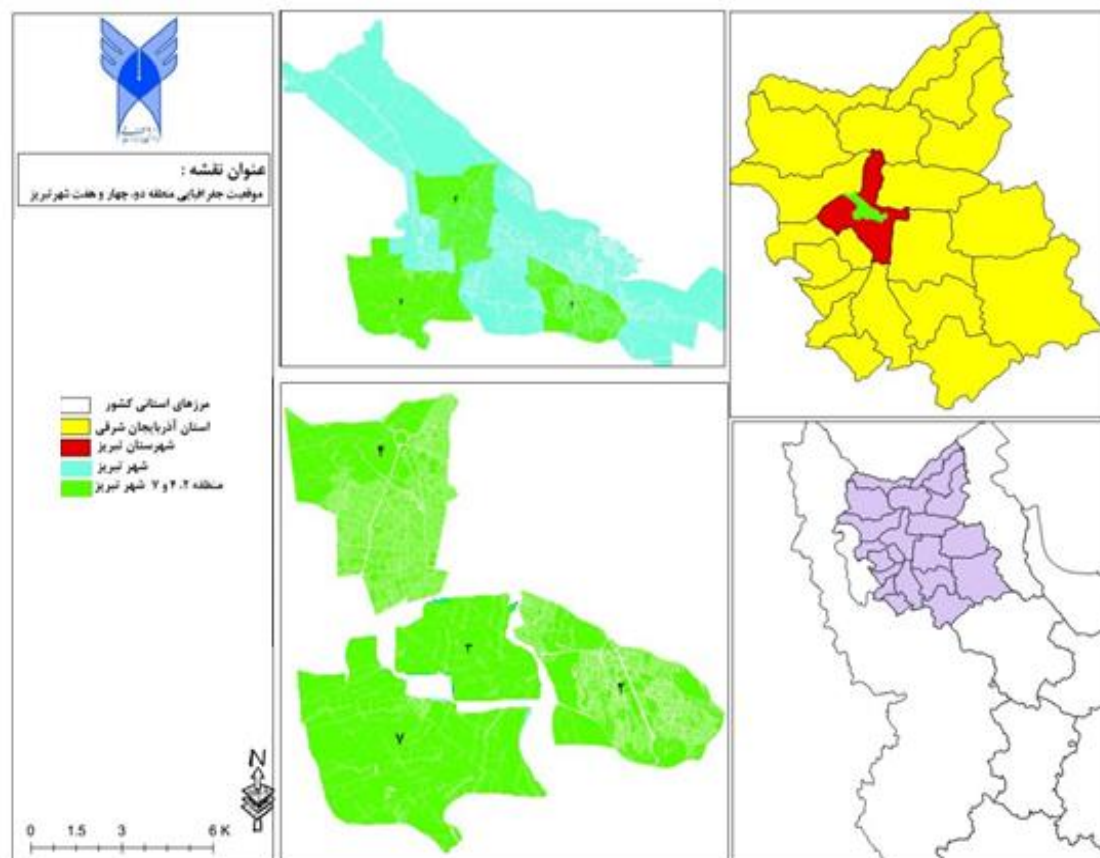 عنوان نقشه :
موقعیت جغرافیایی منطقه دو، چهار و هفت شهر تبریز
مرزهای استانی کشور
استان آذربایجان شرقی
شهرستان تبریز
شهر تبریز
منطقه ۲، ۴ و ۷ شهر تبریز
N
0 1.5 3 6 K
۴
۳
۲
۷